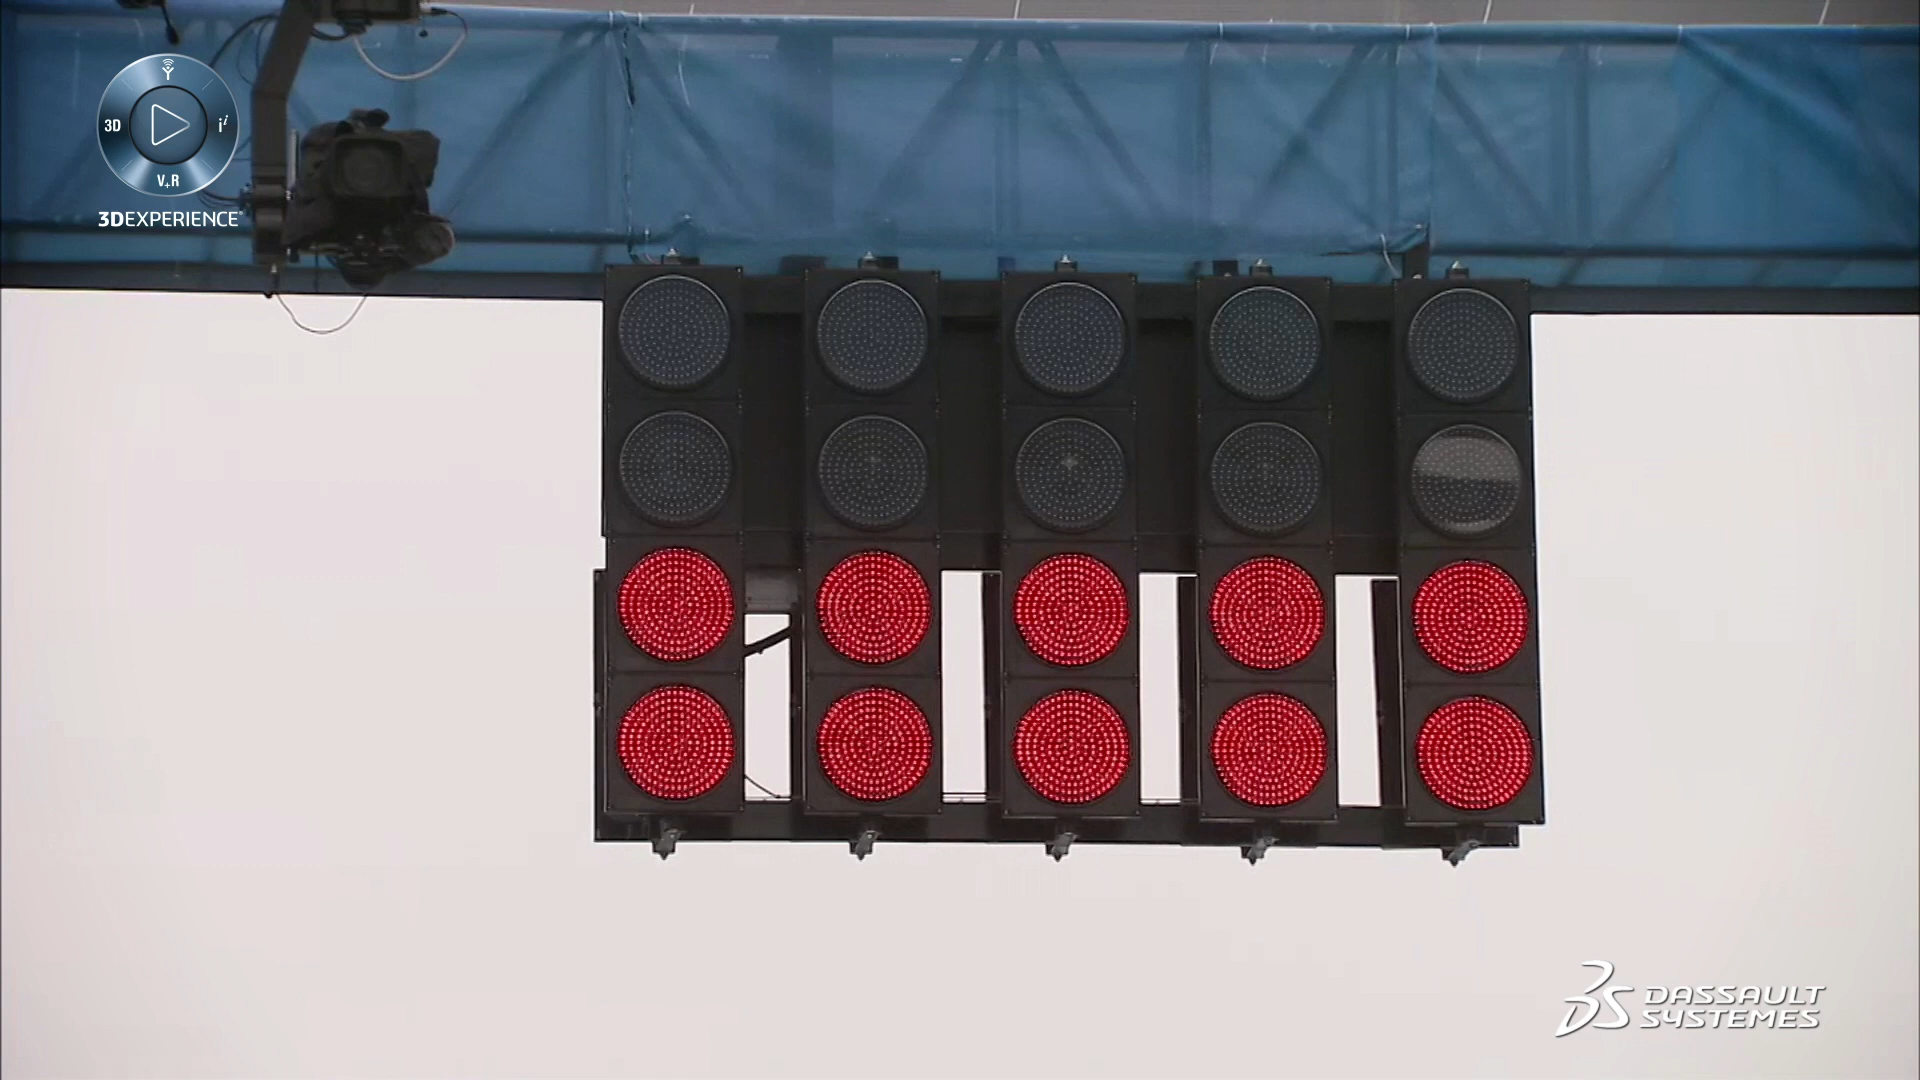 3D
i i
V+R
3DEXPERIENCE
DASSAULT
SYSTEMES